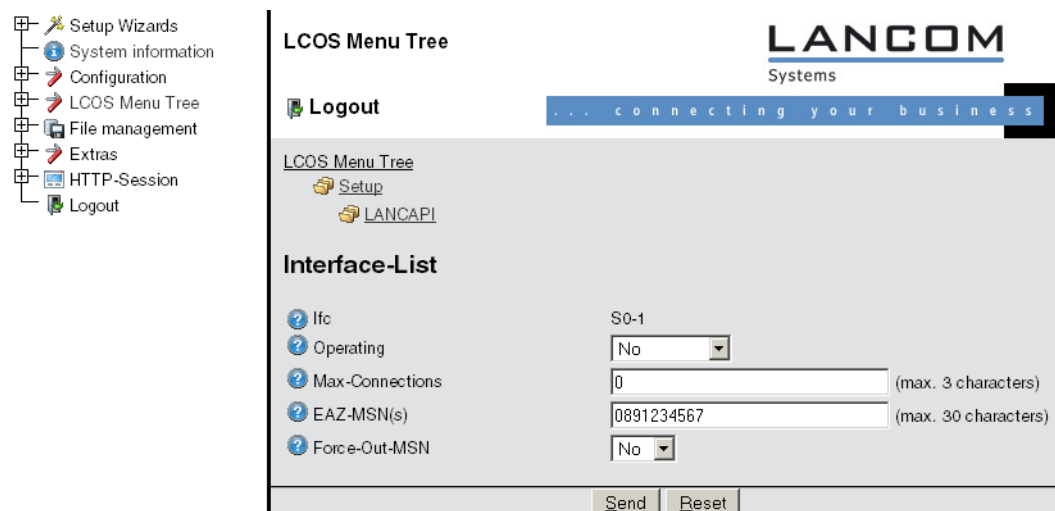 Setup Wizards
System information
Configuration
LCOS Menu Tree
File management
Extras
HTTP-Session
Logout
LCOS Menu Tree
LANCOM
Systems
Logout
... connecting your business
LCOS Menu Tree
Setup
LANCAPI
Interface-List
Ifc S0-1
Operating No
Max-Connections 0 (max. 3 characters)
EAZ-MSN(s) 0891234567 (max. 30 characters)
Force-Out-MSN No
Send Reset